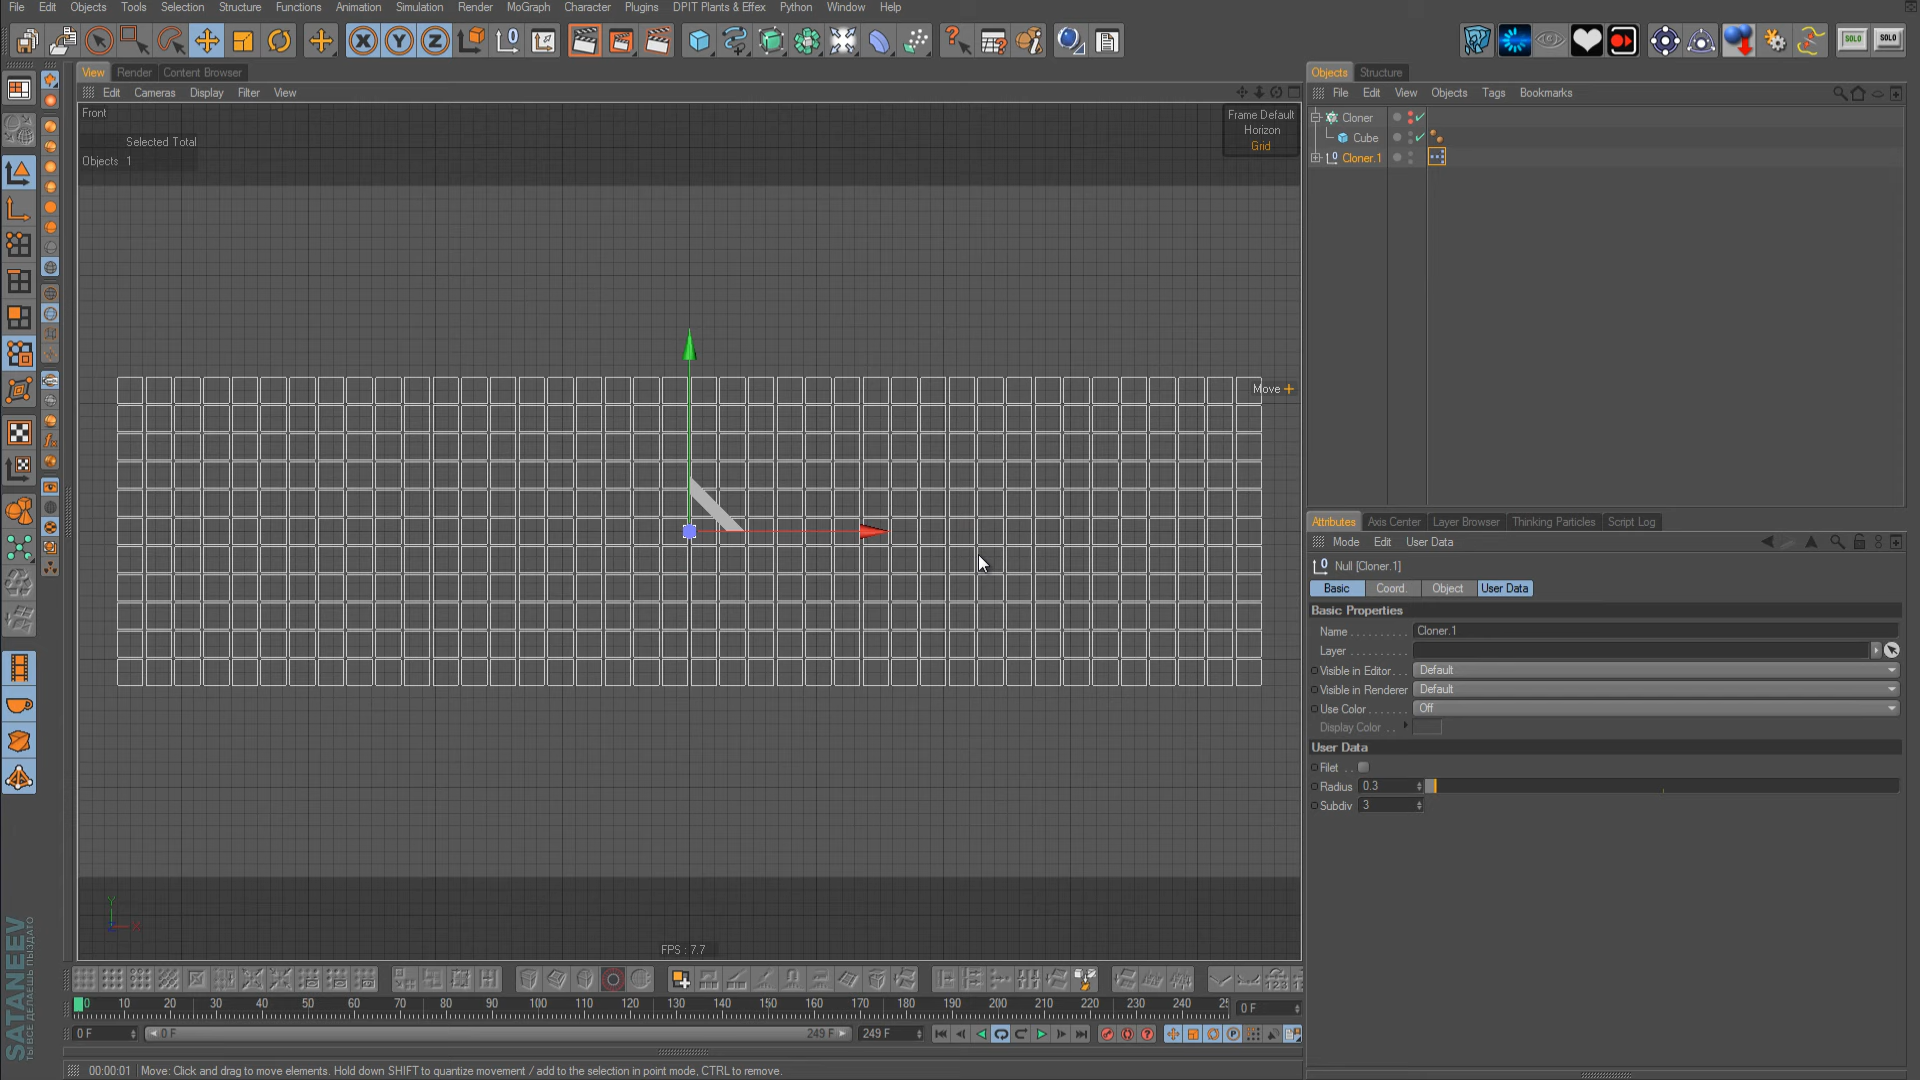 File Edit Objects Tools Selection Structure Functions Animation Simulation Render MoGraph Character Plugins DPIT Plants & Effex Python Window Help
SOLO SOLO
View Render Content Browser
Edit Cameras Display Filter View
Front
Selected Total
Objects 1
Frame Default
Horizon
Grid
Move
FPS : 7.7
Y
X
Objects Structure
File Edit View Objects Tags Bookmarks
Cloner
Cube
Cloner.1
Attributes Axis Center Layer Browser Thinking Particles Script Log
Mode Edit User Data
Null [Cloner.1]
Basic Coord. Object User Data
Basic Properties
Name . . . . . . . . . . Cloner.1
Layer . . . . . . . . . .
Visible in Editor . . . Default
Visible in Renderer Default
Use Color . . . . . . . Off
Display Color . .
User Data
Filet . .
Radius 0.3
Subdiv 3
0 10 20 30 40 50 60 70 80 90 100 110 120 130 140 150 160 170 180 190 200 210 220 230 240 25 0 F
0 F 0 F 249 F 249 F
00:00:01 Move: Click and drag to move elements. Hold down SHIFT to quantize movement / add to the selection in point mode, CTRL to remove.
SATANEEV
ТЫ ВСЕ ДЕЛАЕШЬ ПЫЗДАТО